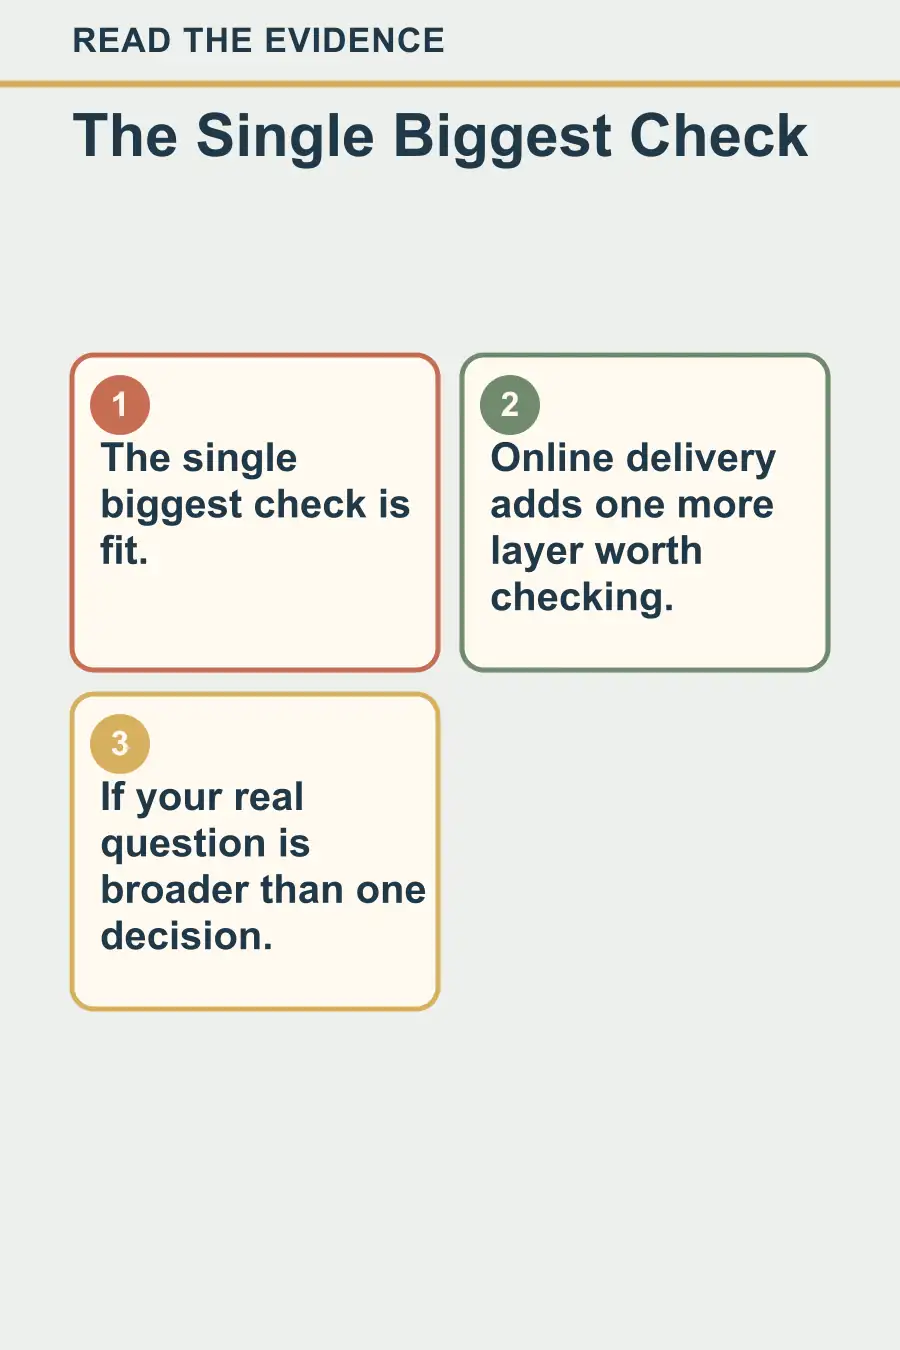 READ THE EVIDENCE
The Single Biggest Check
1
The single
biggest check is
fit.
2
Online delivery
adds one more
layer worth
checking.
3
If your real
question is
broader than one
decision.